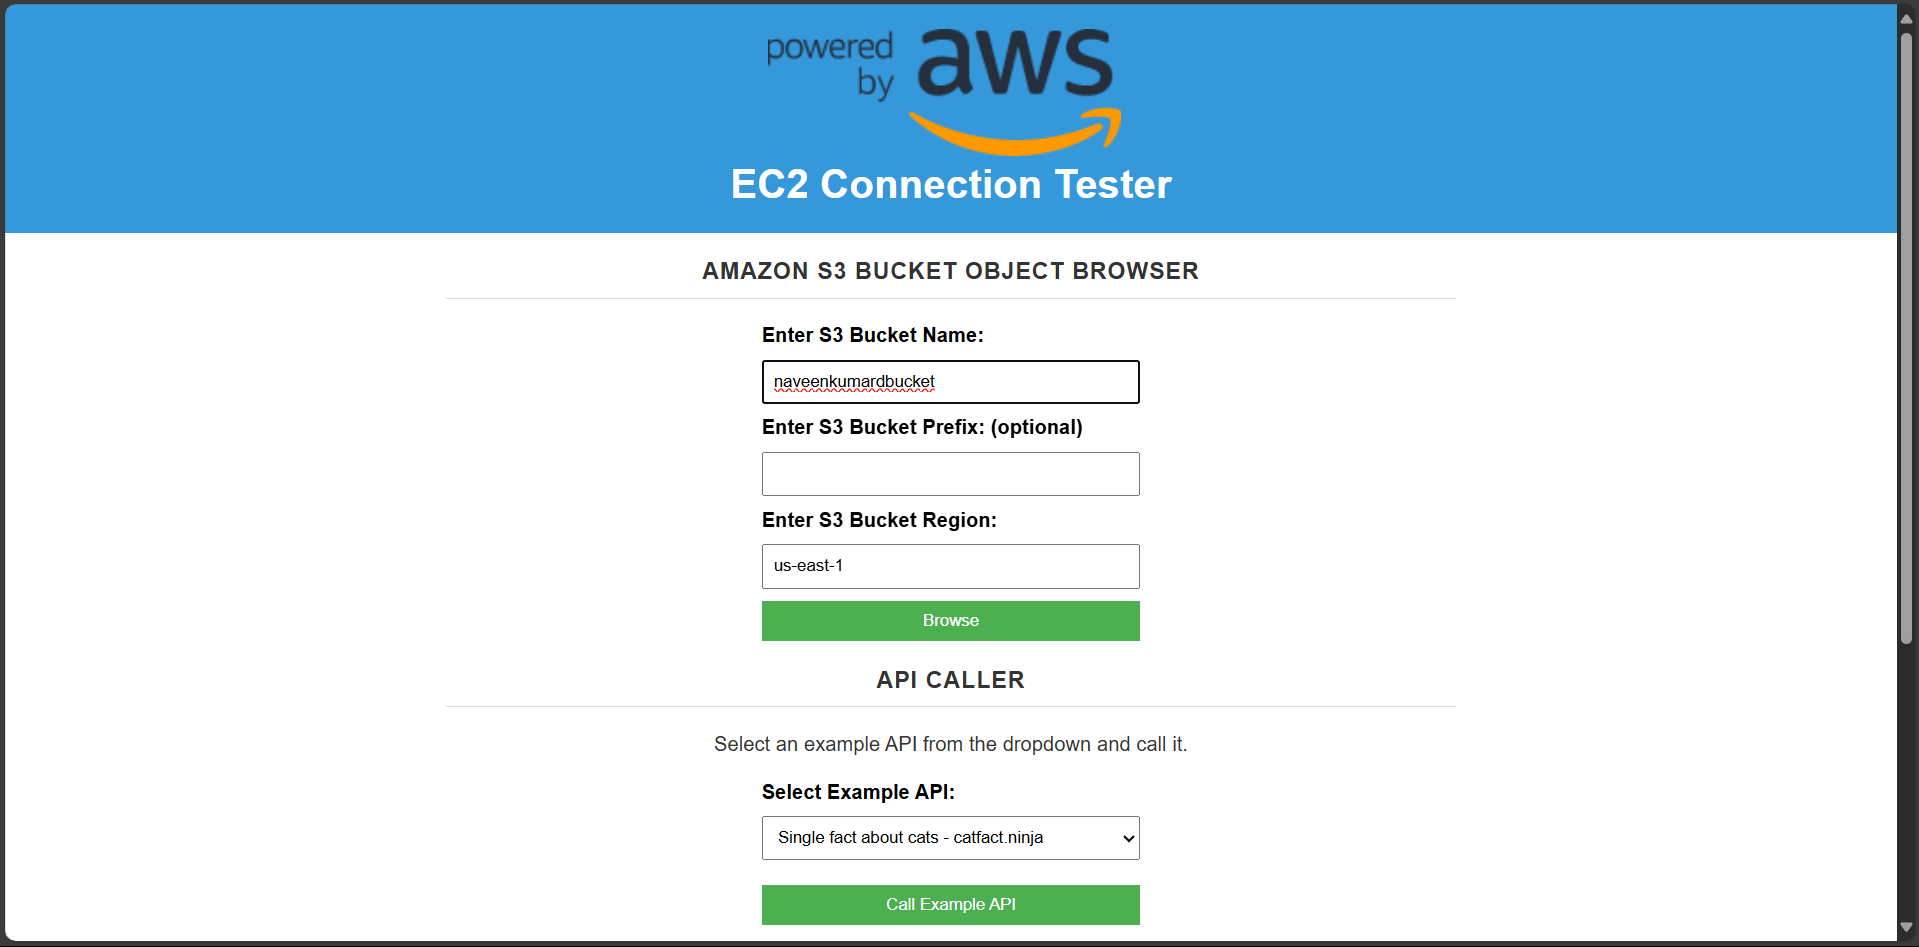 powered
by
aws
EC2 Connection Tester
AMAZON S3 BUCKET OBJECT BROWSER
Enter S3 Bucket Name:
naveenkumardbucket
Enter S3 Bucket Prefix: (optional)
Enter S3 Bucket Region:
us-east-1
Browse
API CALLER
Select an example API from the dropdown and call it.
Select Example API:
Single fact about cats - catfact.ninja
Call Example API